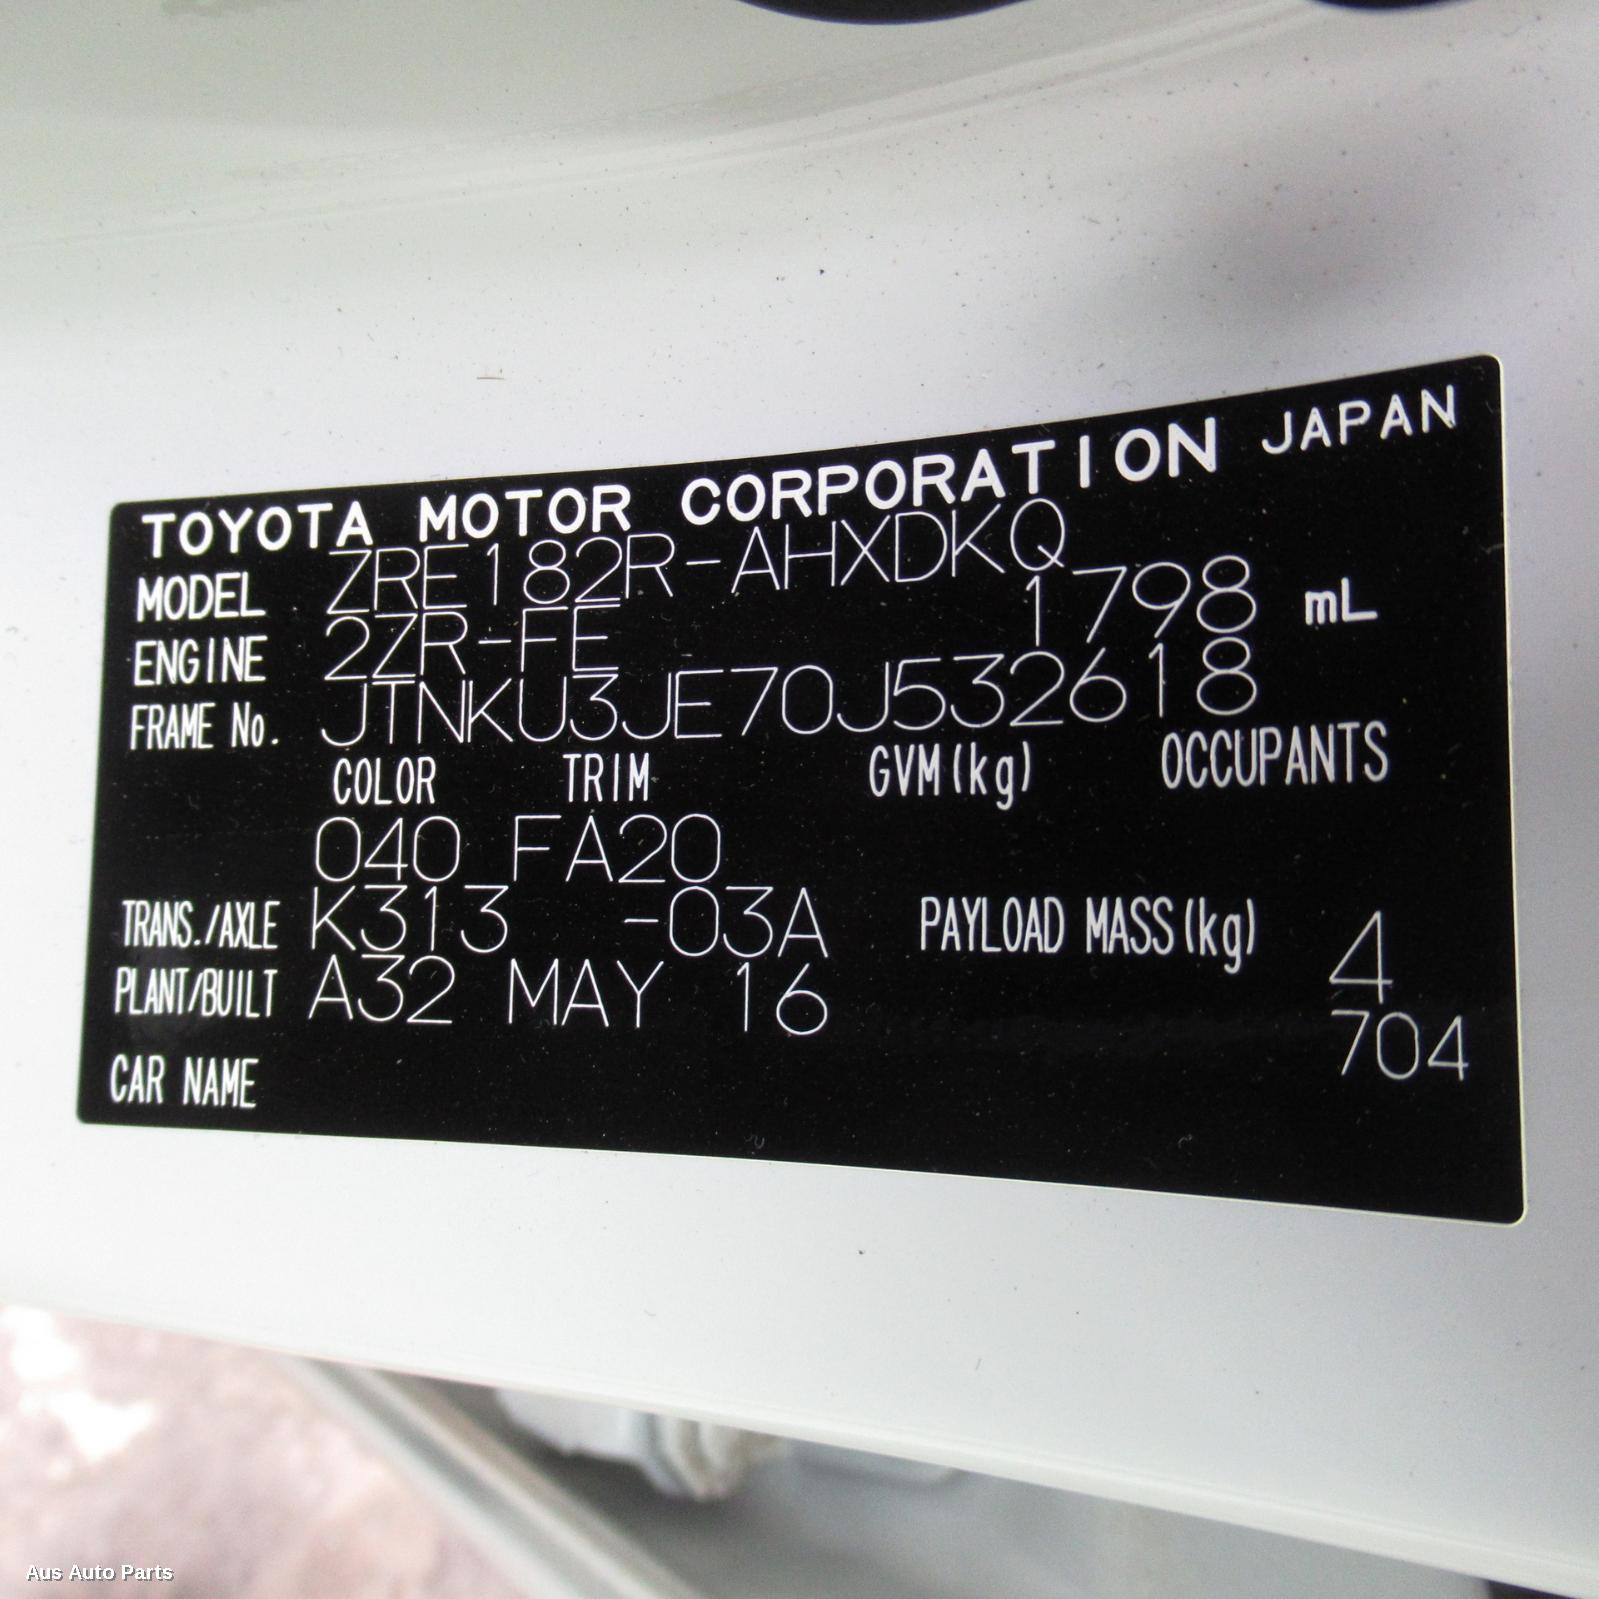 TOYOTA MOTOR CORPORATION JAPAN
MODEL ZRE182R-AHXDKQ
ENGINE 2ZR-FE 1798 mL
FRAME No. JTNKU3JE70J532618
COLOR TRIM GVM(kg) OCCUPANTS
040 FA20
TRANS./AXLE K313 -03A PAYLOAD MASS(kg) 4
PLANT/BUILT A32 MAY 16 704
CAR NAME
Aus Auto Parts